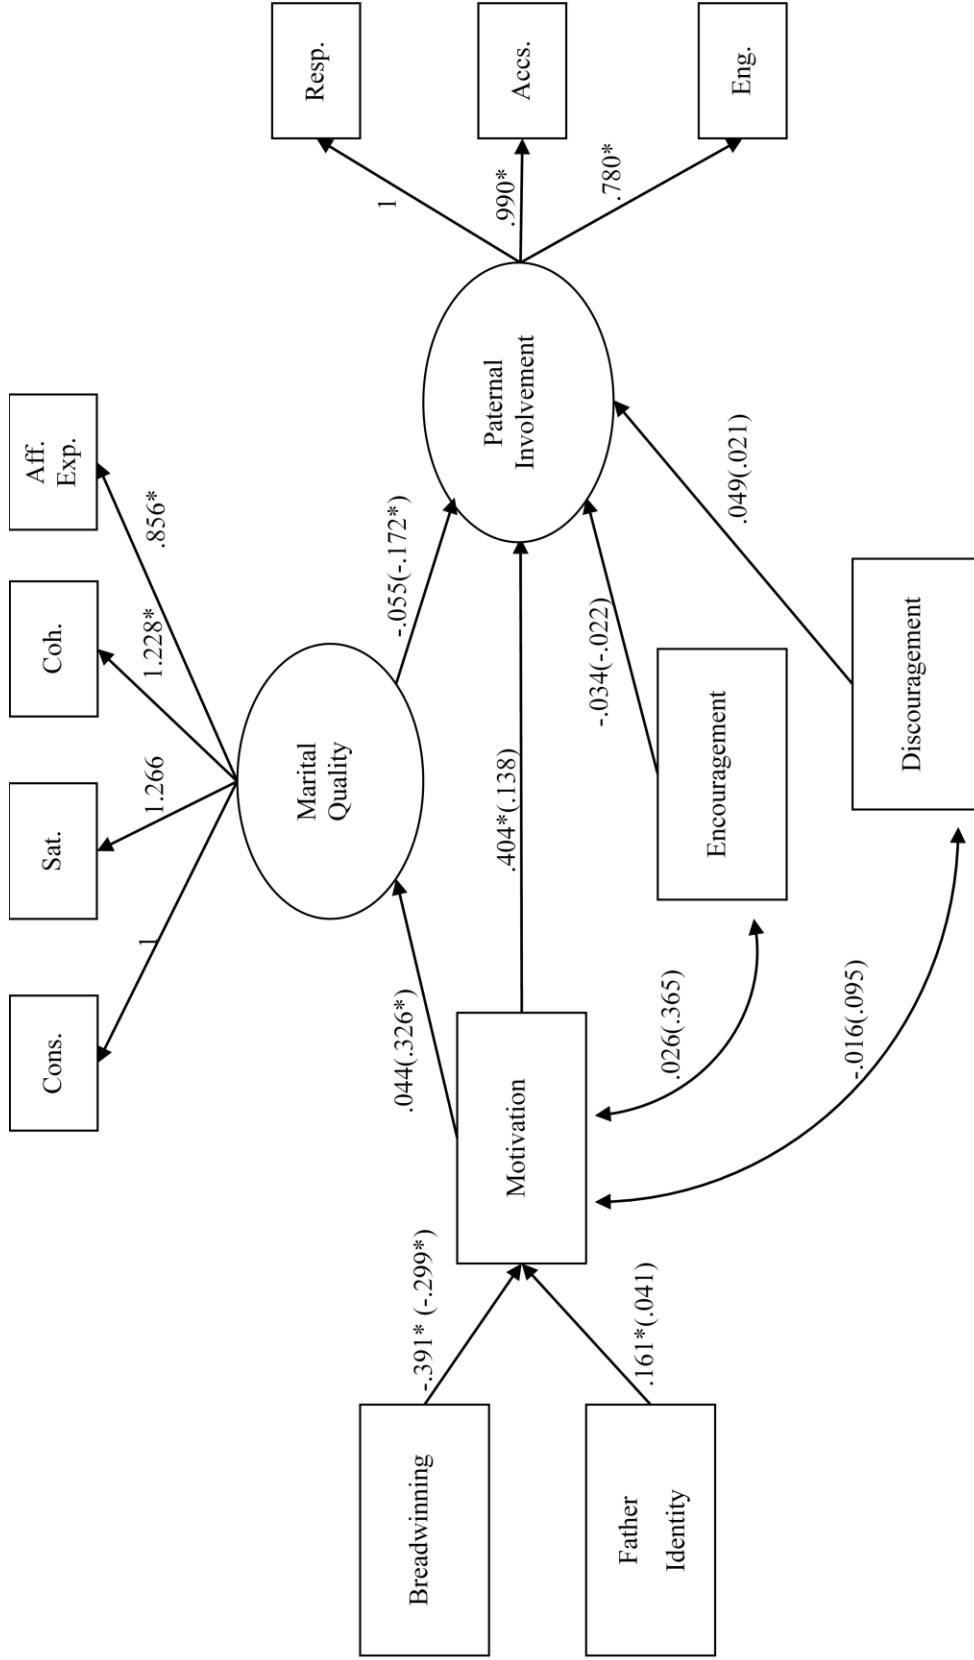 Cons.
Sat.
Coh.
Aff.
Exp.
1
1.266
1.228*
.856*
Marital
Quality
.044(.326*)
-.055(-.172*)
Breadwinning
-.391* (-.299*)
Father
Identity
.161*(.041)
Motivation
.404*(.138)
Paternal
Involvement
1
.990*
.780*
Resp.
Accs.
Eng.
.026(.365)
-.034(-.022)
Encouragement
-.016(.095)
.049(.021)
Discouragement